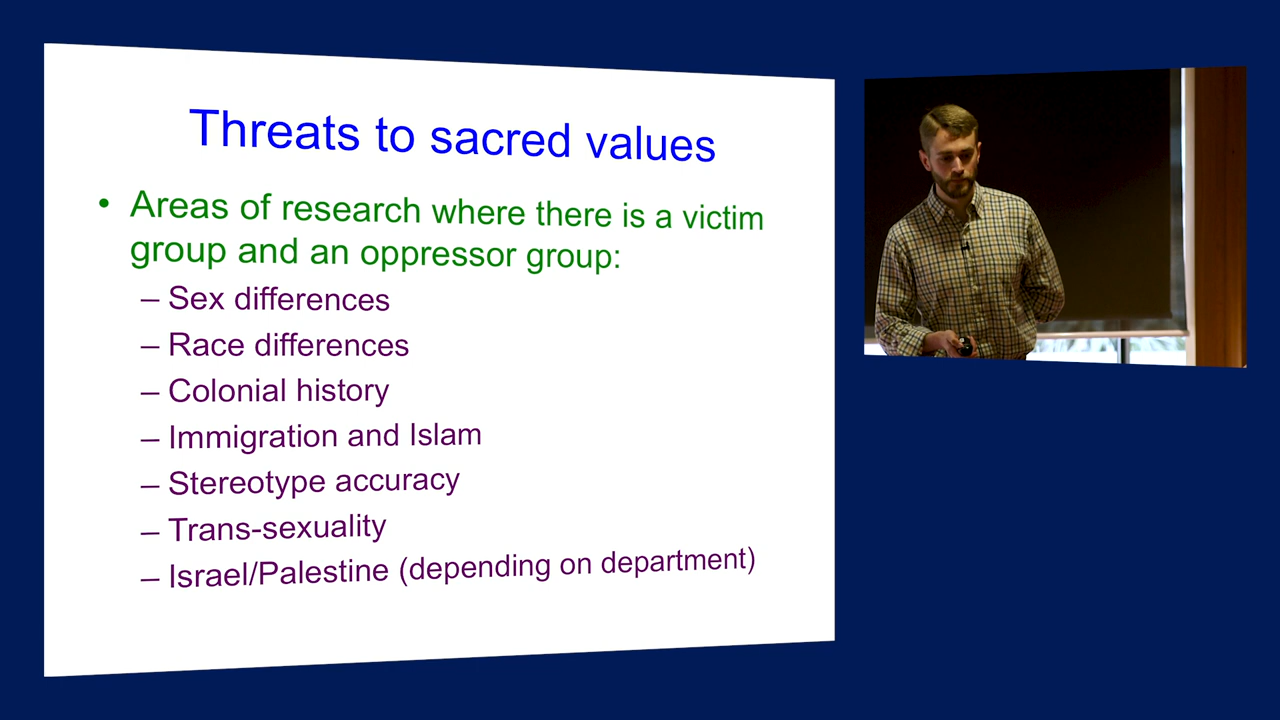 Threats to sacred values
• Areas of research where there is a victim
group and an oppressor group:
– Sex differences
– Race differences
– Colonial history
– Immigration and Islam
– Stereotype accuracy
– Trans-sexuality
– Israel/Palestine (depending on department)